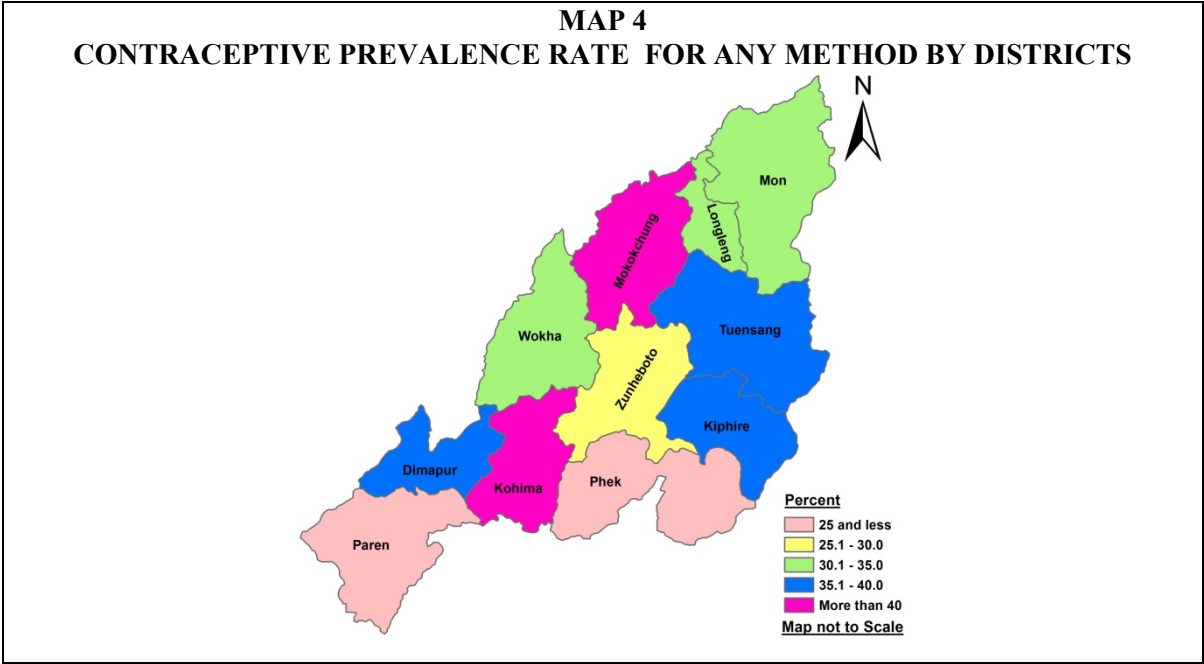 MAP 4
CONTRACEPTIVE PREVALENCE RATE FOR ANY METHOD BY DISTRICTS
N
Mon
Longleng
Mokokchung
Tuensang
Wokha
Zunheboto
Kiphire
Dimapur
Kohima
Phek
Paren
Percent
25 and less
25.1 - 30.0
30.1 - 35.0
35.1 - 40.0
More than 40
Map not to Scale